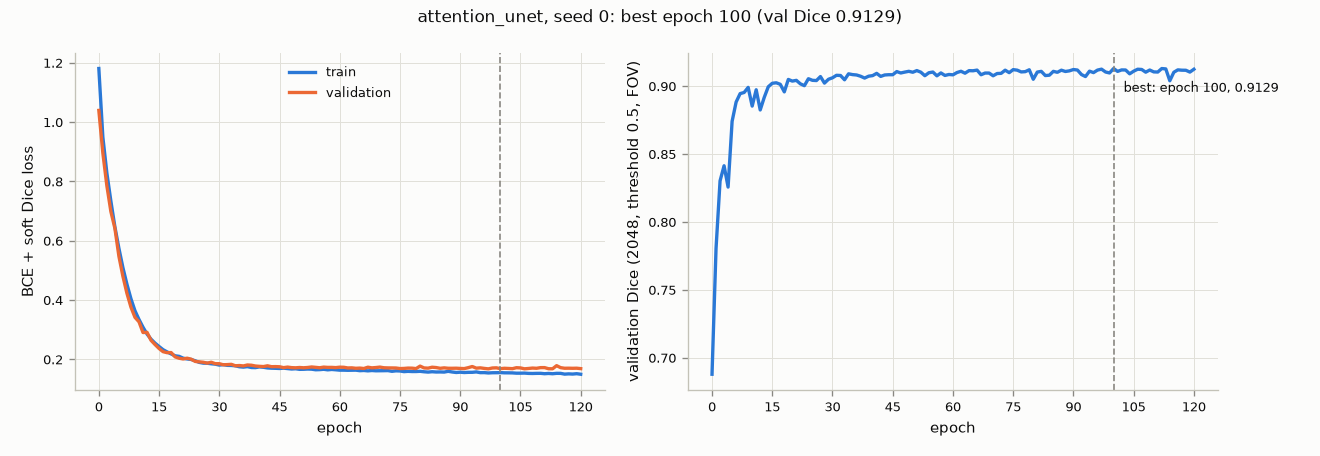 attention_unet, seed 0: best epoch 100 (val Dice 0.9129)
BCE + soft Dice loss
1.2
1.0
0.8
0.6
0.4
0.2
train
validation
0 15 30 45 60 75 90 105 120
epoch
validation Dice (2048, threshold 0.5, FOV)
0.90
0.85
0.80
0.75
0.70
best: epoch 100, 0.9129
0 15 30 45 60 75 90 105 120
epoch